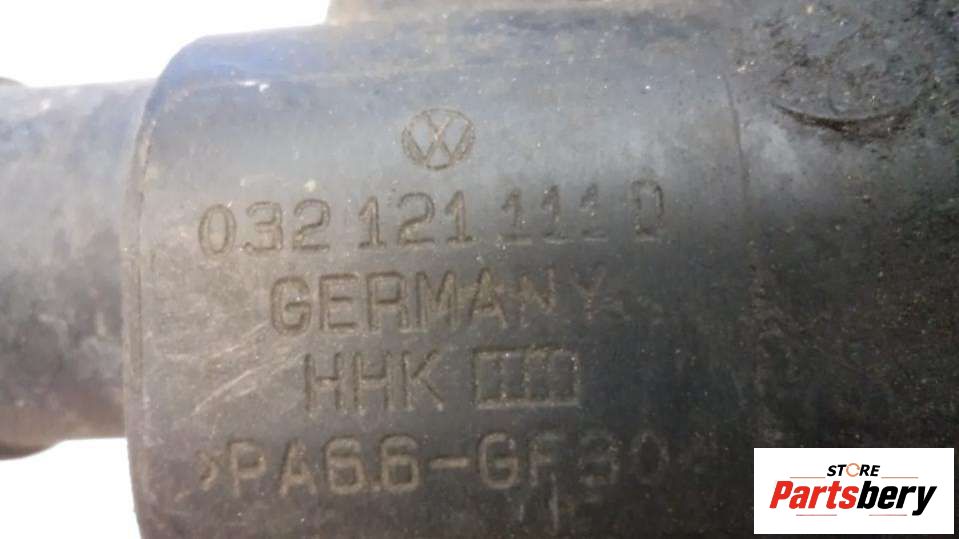 032 121 111 D
GERMANY
HHK
>PA6.6-GF30<
STORE
Partsbery